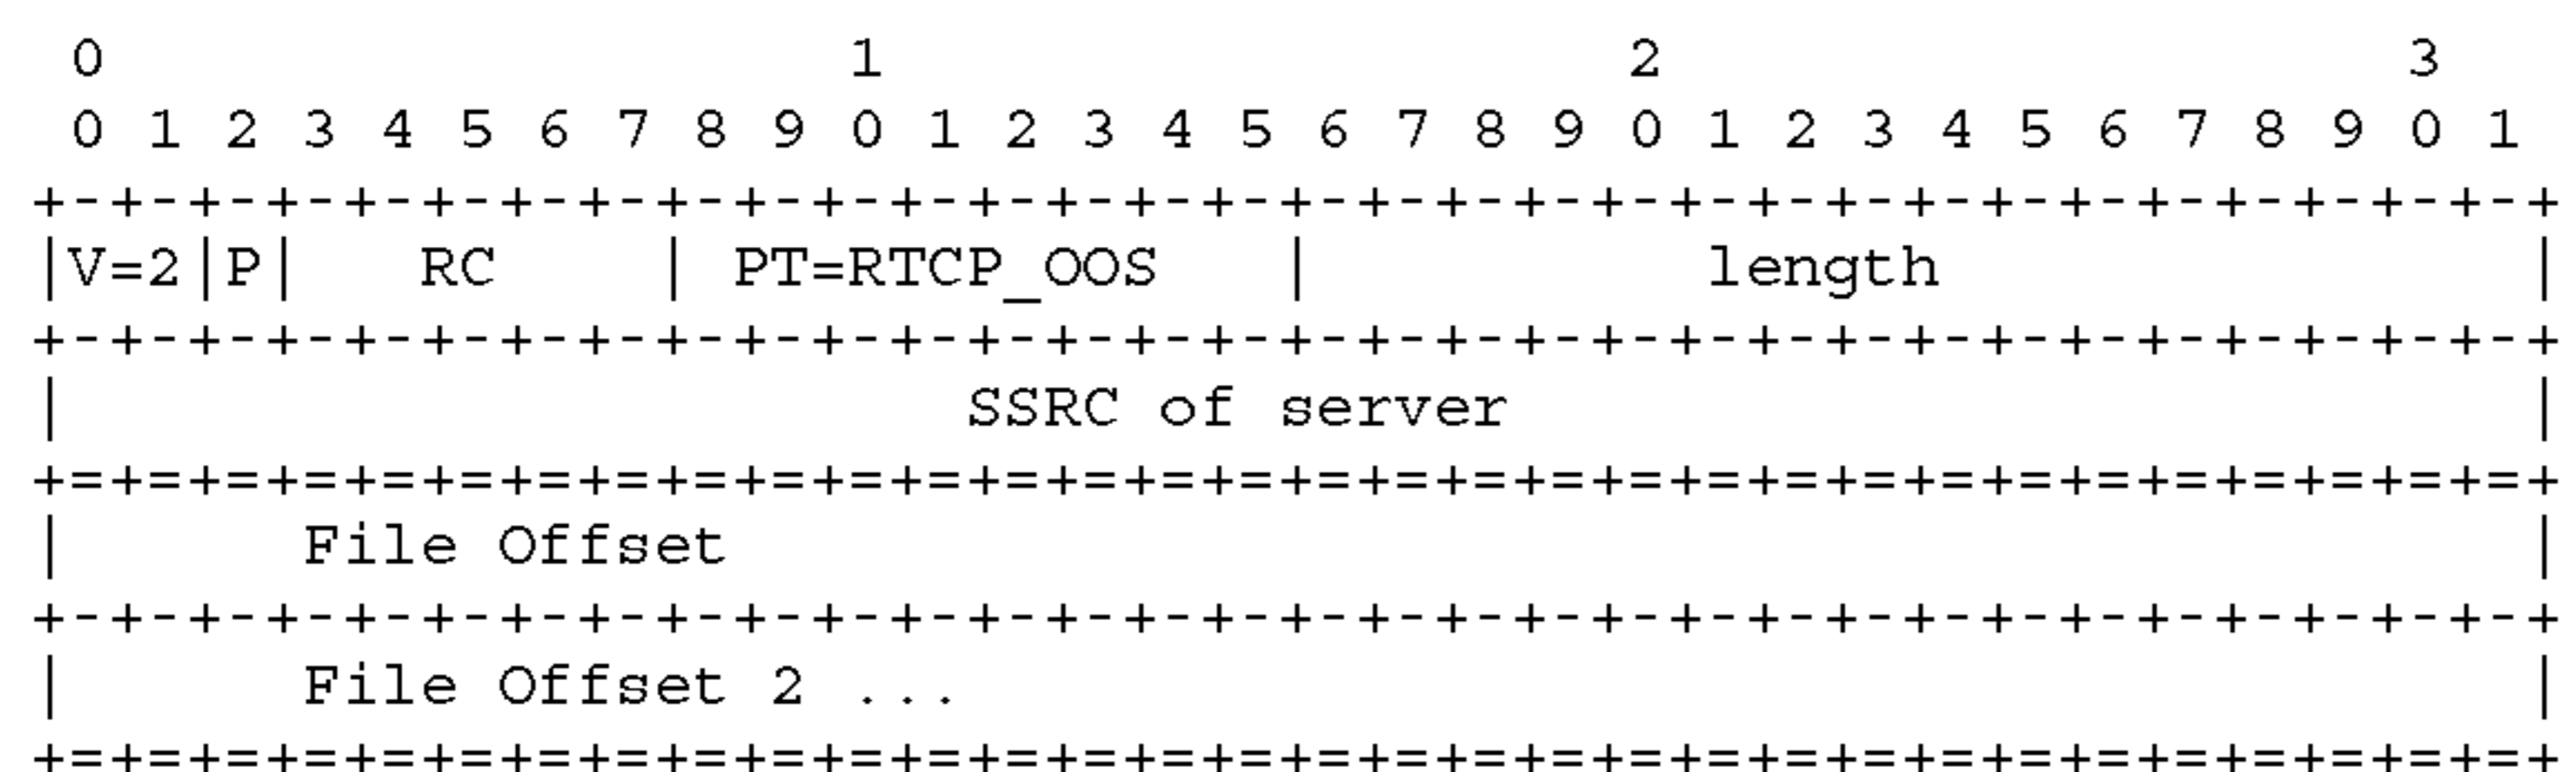 0                   1                   2                   3
 0 1 2 3 4 5 6 7 8 9 0 1 2 3 4 5 6 7 8 9 0 1 2 3 4 5 6 7 8 9 0 1
+-+-+-+-+-+-+-+-+-+-+-+-+-+-+-+-+-+-+-+-+-+-+-+-+-+-+-+-+-+-+-+-+
|V=2|P|   RC    | PT=RTCP_OOS   |          length               |
+-+-+-+-+-+-+-+-+-+-+-+-+-+-+-+-+-+-+-+-+-+-+-+-+-+-+-+-+-+-+-+-+
|                       SSRC of server                          |
+=+=+=+=+=+=+=+=+=+=+=+=+=+=+=+=+=+=+=+=+=+=+=+=+=+=+=+=+=+=+=+=+
|      File Offset                                              |
+-+-+-+-+-+-+-+-+-+-+-+-+-+-+-+-+-+-+-+-+-+-+-+-+-+-+-+-+-+-+-+-+
|      File Offset 2 ...                                        |
+=+=+=+=+=+=+=+=+=+=+=+=+=+=+=+=+=+=+=+=+=+=+=+=+=+=+=+=+=+=+=+=+